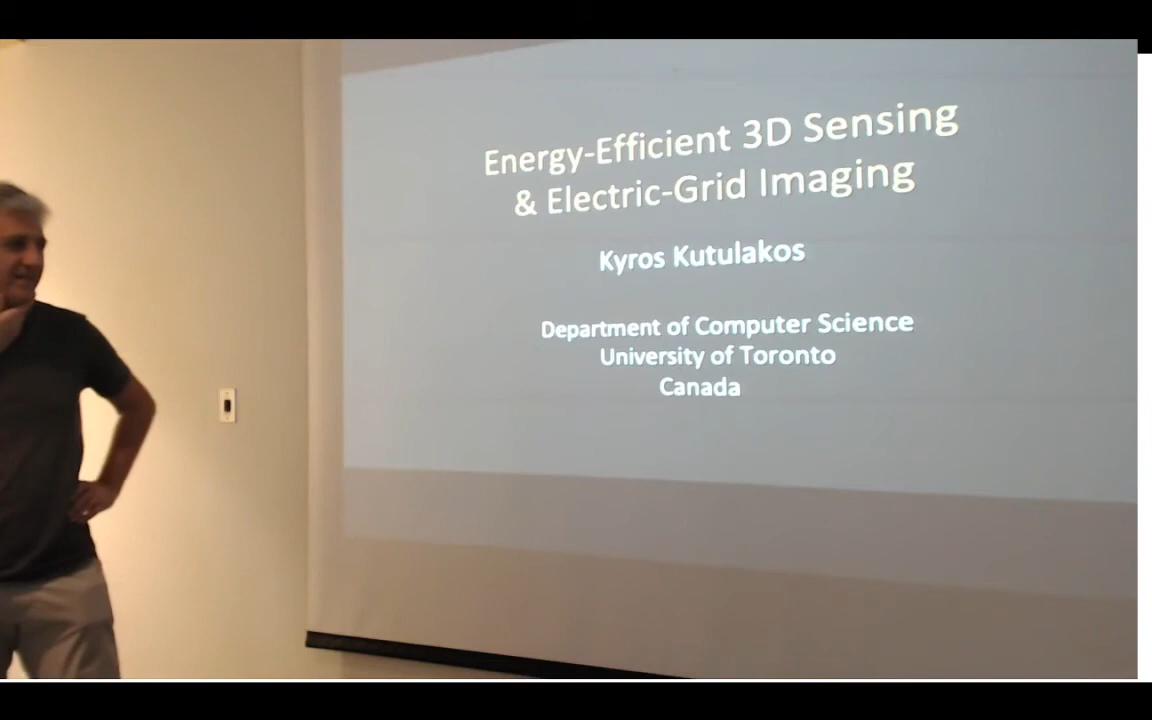 Energy-Efficient 3D Sensing
& Electric-Grid Imaging
Kyros Kutulakos
Department of Computer Science
University of Toronto
Canada